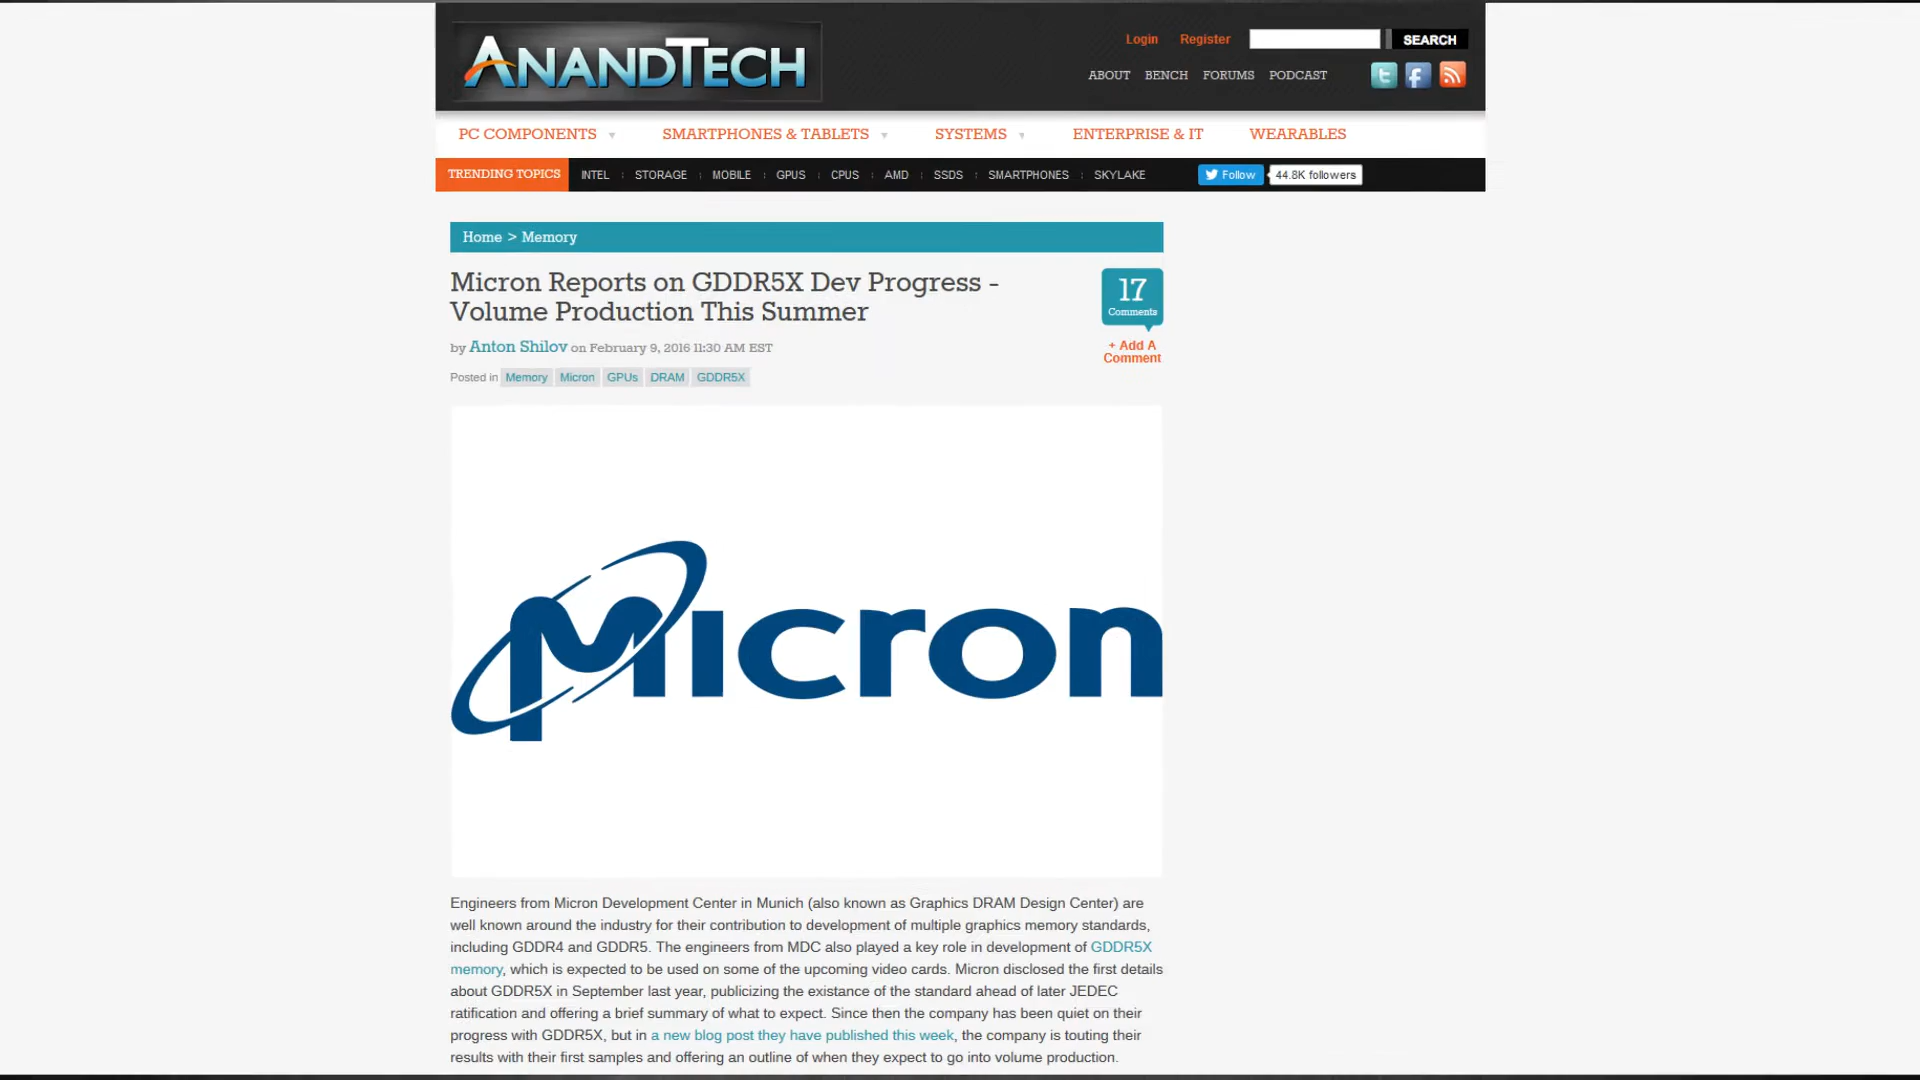 ANANDTECH
Login Register SEARCH
ABOUT BENCH FORUMS PODCAST
PC COMPONENTS SMARTPHONES & TABLETS SYSTEMS ENTERPRISE & IT WEARABLES
TRENDING TOPICS INTEL STORAGE MOBILE GPUS CPUS AMD SSDS SMARTPHONES SKYLAKE Follow 44.8K followers
Home > Memory
Micron Reports on GDDR5X Dev Progress -
Volume Production This Summer
17
Comments
by Anton Shilov on February 9, 2016 11:30 AM EST
+ Add A
Comment
Posted in Memory Micron GPUs DRAM GDDR5X
Micron
Engineers from Micron Development Center in Munich (also known as Graphics DRAM Design Center) are
well known around the industry for their contribution to development of multiple graphics memory standards,
including GDDR4 and GDDR5. The engineers from MDC also played a key role in development of GDDR5X
memory, which is expected to be used on some of the upcoming video cards. Micron disclosed the first details
about GDDR5X in September last year, publicizing the existance of the standard ahead of later JEDEC
ratification and offering a brief summary of what to expect. Since then the company has been quiet on their
progress with GDDR5X, but in a new blog post they have published this week, the company is touting their
results with their first samples and offering an outline of when they expect to go into volume production.